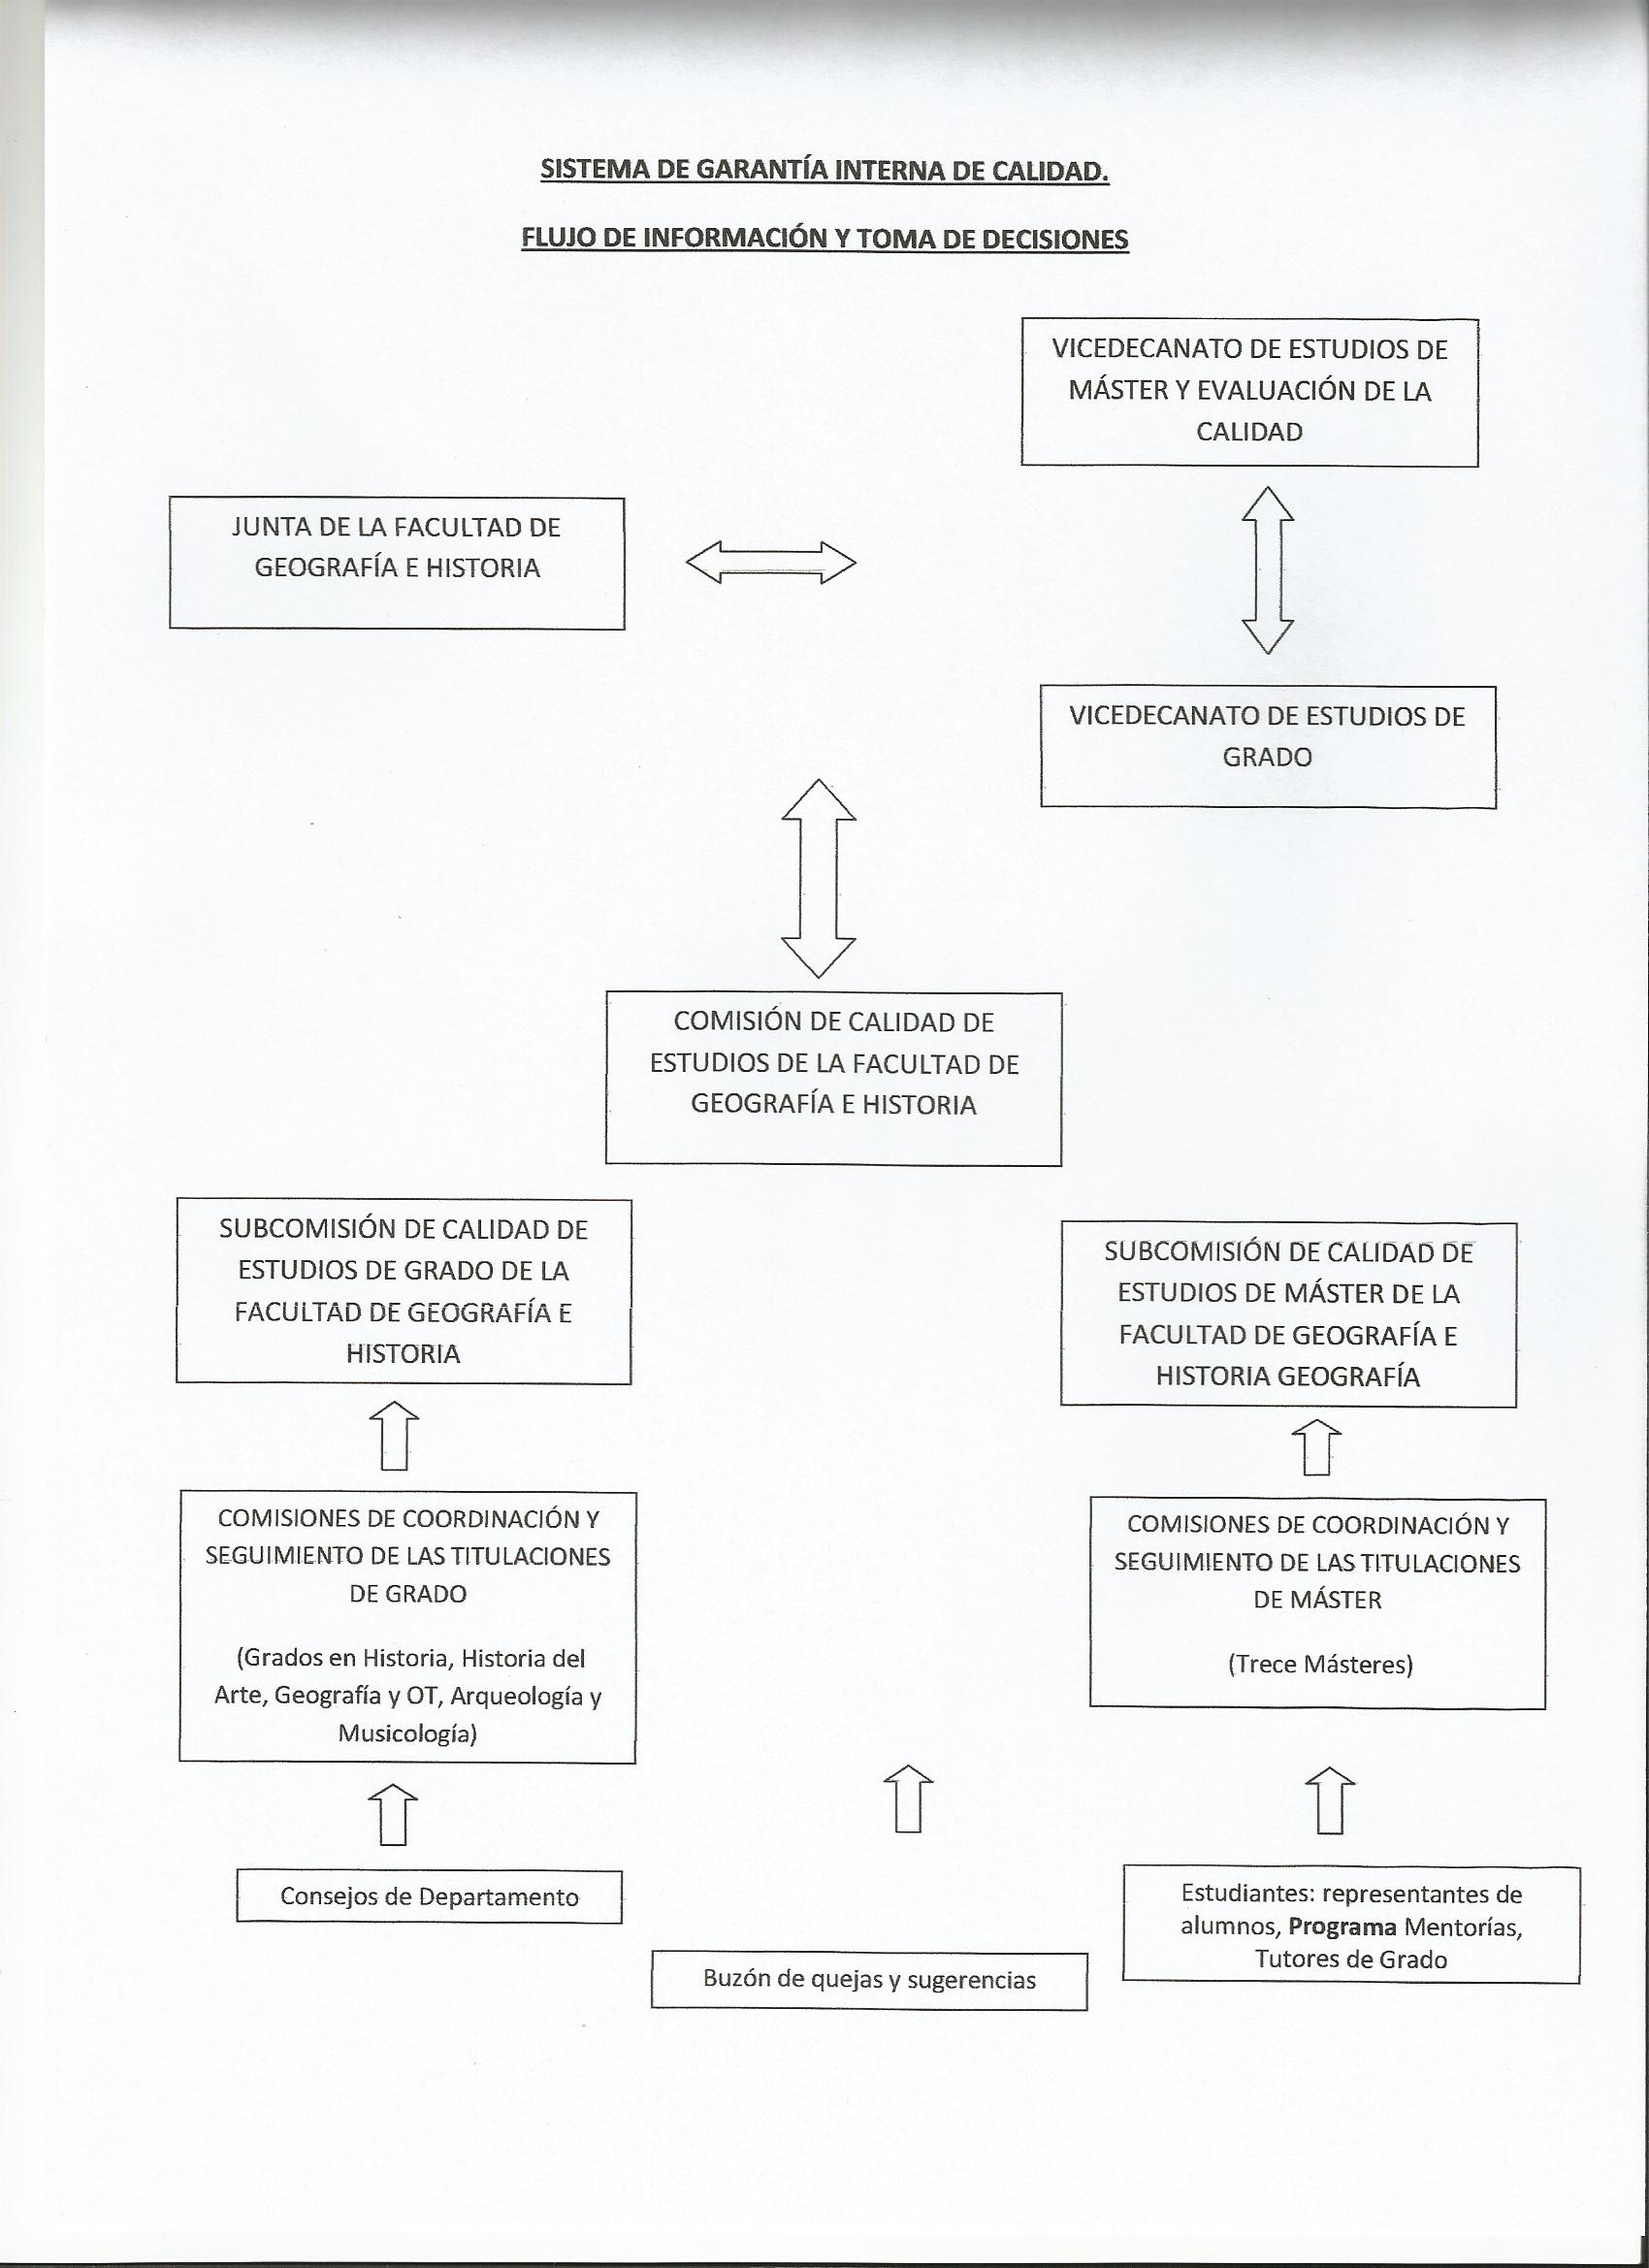 SISTEMA DE GARANTÍA INTERNA DE CALIDAD.
FLUJO DE INFORMACIÓN Y TOMA DE DECISIONES
VICEDECANATO DE ESTUDIOS DE
MÁSTER Y EVALUACIÓN DE LA
CALIDAD
JUNTA DE LA FACULTAD DE
GEOGRAFÍA E HISTORIA
VICEDECANATO DE ESTUDIOS DE
GRADO
COMISIÓN DE CALIDAD DE
ESTUDIOS DE LA FACULTAD DE
GEOGRAFÍA E HISTORIA
SUBCOMISIÓN DE CALIDAD DE
ESTUDIOS DE GRADO DE LA
FACULTAD DE GEOGRAFÍA E
HISTORIA
SUBCOMISIÓN DE CALIDAD DE
ESTUDIOS DE MÁSTER DE LA
FACULTAD DE GEOGRAFÍA E
HISTORIA GEOGRAFÍA
COMISIONES DE COORDINACIÓN Y
SEGUIMIENTO DE LAS TITULACIONES
DE GRADO
(Grados en Historia, Historia del
Arte, Geografía y OT, Arqueología y
Musicología)
COMISIONES DE COORDINACIÓN Y
SEGUIMIENTO DE LAS TITULACIONES
DE MÁSTER
(Trece Másteres)
Consejos de Departamento
Buzón de quejas y sugerencias
Estudiantes: representantes de
alumnos, Programa Mentorías,
Tutores de Grado